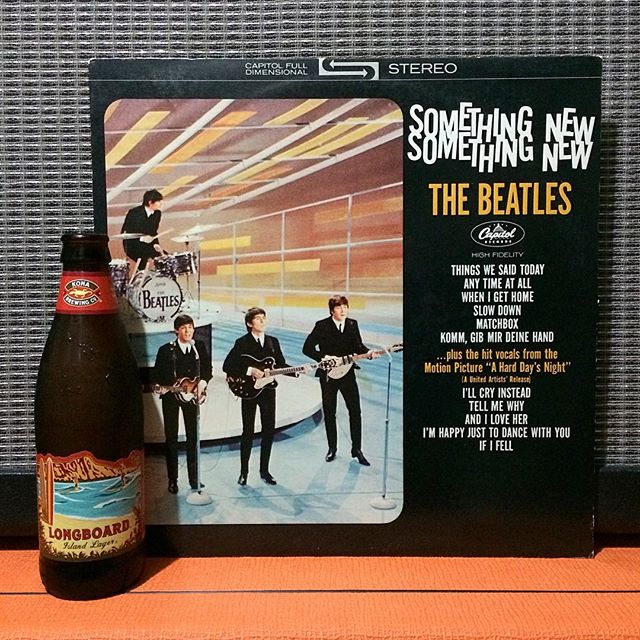 CAPITOL FULL
DIMENSIONAL
STEREO
SOMETHING NEW
SOMETHING NEW
THE BEATLES
Capitol
RECORDS
HIGH FIDELITY
THINGS WE SAID TODAY
ANY TIME AT ALL
WHEN I GET HOME
SLOW DOWN
MATCHBOX
KOMM, GIB MIR DEINE HAND
...plus the hit vocals from the
Motion Picture "A Hard Day's Night"
(A United Artists' Release)
I'LL CRY INSTEAD
TELL ME WHY
AND I LOVE HER
I'M HAPPY JUST TO DANCE WITH YOU
IF I FELL
THE
BEATLES
KONA
BREWING CO.
LONGBOARD
Island Lager